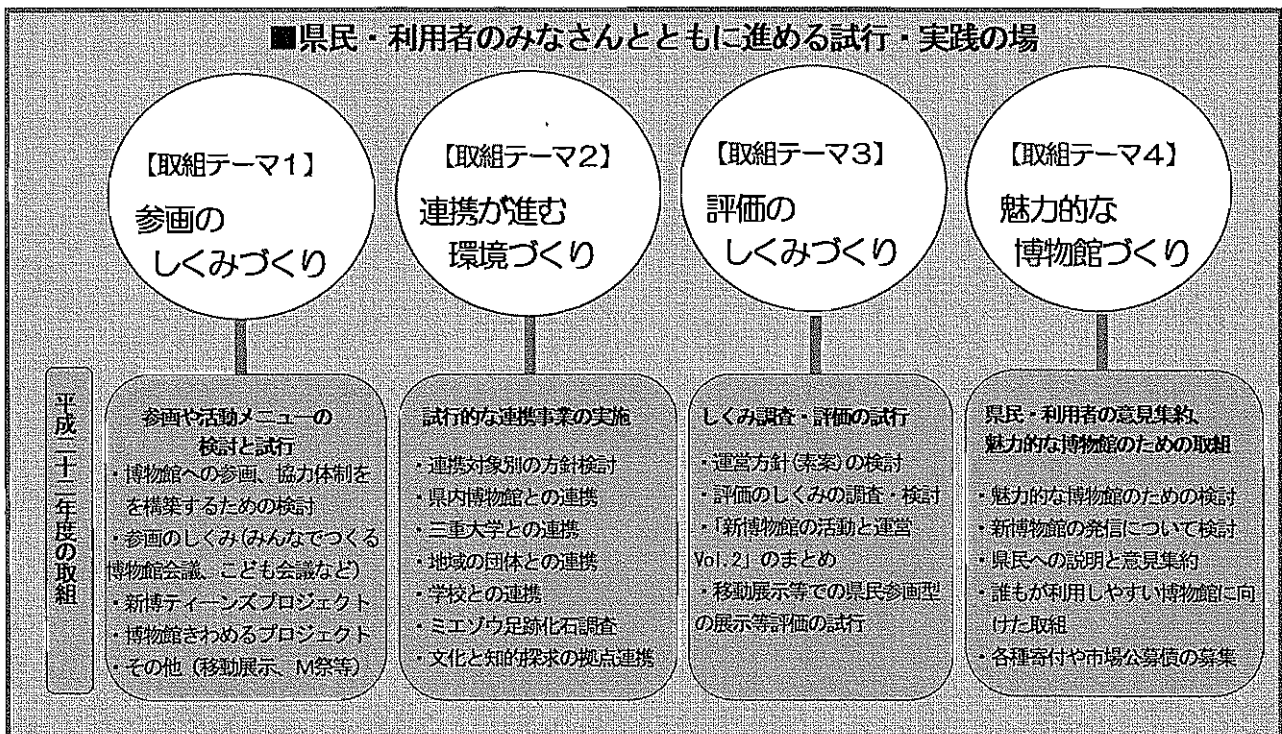 ■県民・利用者のみなさんとともに進める試行・実践の場
【取組テーマ1】
参画の
しくみづくり
【取組テーマ2】
連携が進む
環境づくり
【取組テーマ3】
評価の
しくみづくり
【取組テーマ4】
魅力的な
博物館づくり
平成二十二年度の取組
参画や活動メニューの
検討と試行
・博物館への参画、協力体制を
を構築するための検討
・参画のしくみ(みんなでつくる
博物館会議、こども会議など)
・新博ティーンズプロジェクト
・博物館きわめるプロジェクト
・その他（移動展示、M祭等）
試行的な連携事業の実施
・連携対象別の方針検討
・県内博物館との連携
・三重大学との連携
・地域の団体との連携
・学校との連携
・ミエゾウ足跡化石調査
・文化と知的探求の拠点連携
しくみ調査・評価の試行
・運営方針(素案)の検討
・評価のしくみの調査・検討
・「新博物館の活動と運営
Vol.2」のまとめ
・移動展示等での県民参画型
の展示等評価の試行
県民・利用者の意見集約、
魅力的な博物館のための取組
・魅力的な博物館のための検討
・新博物館の発信について検討
・県民への説明と意見集約
・誰もが利用しやすい博物館に向
けた取組
・各種寄付や市場公募債の募集